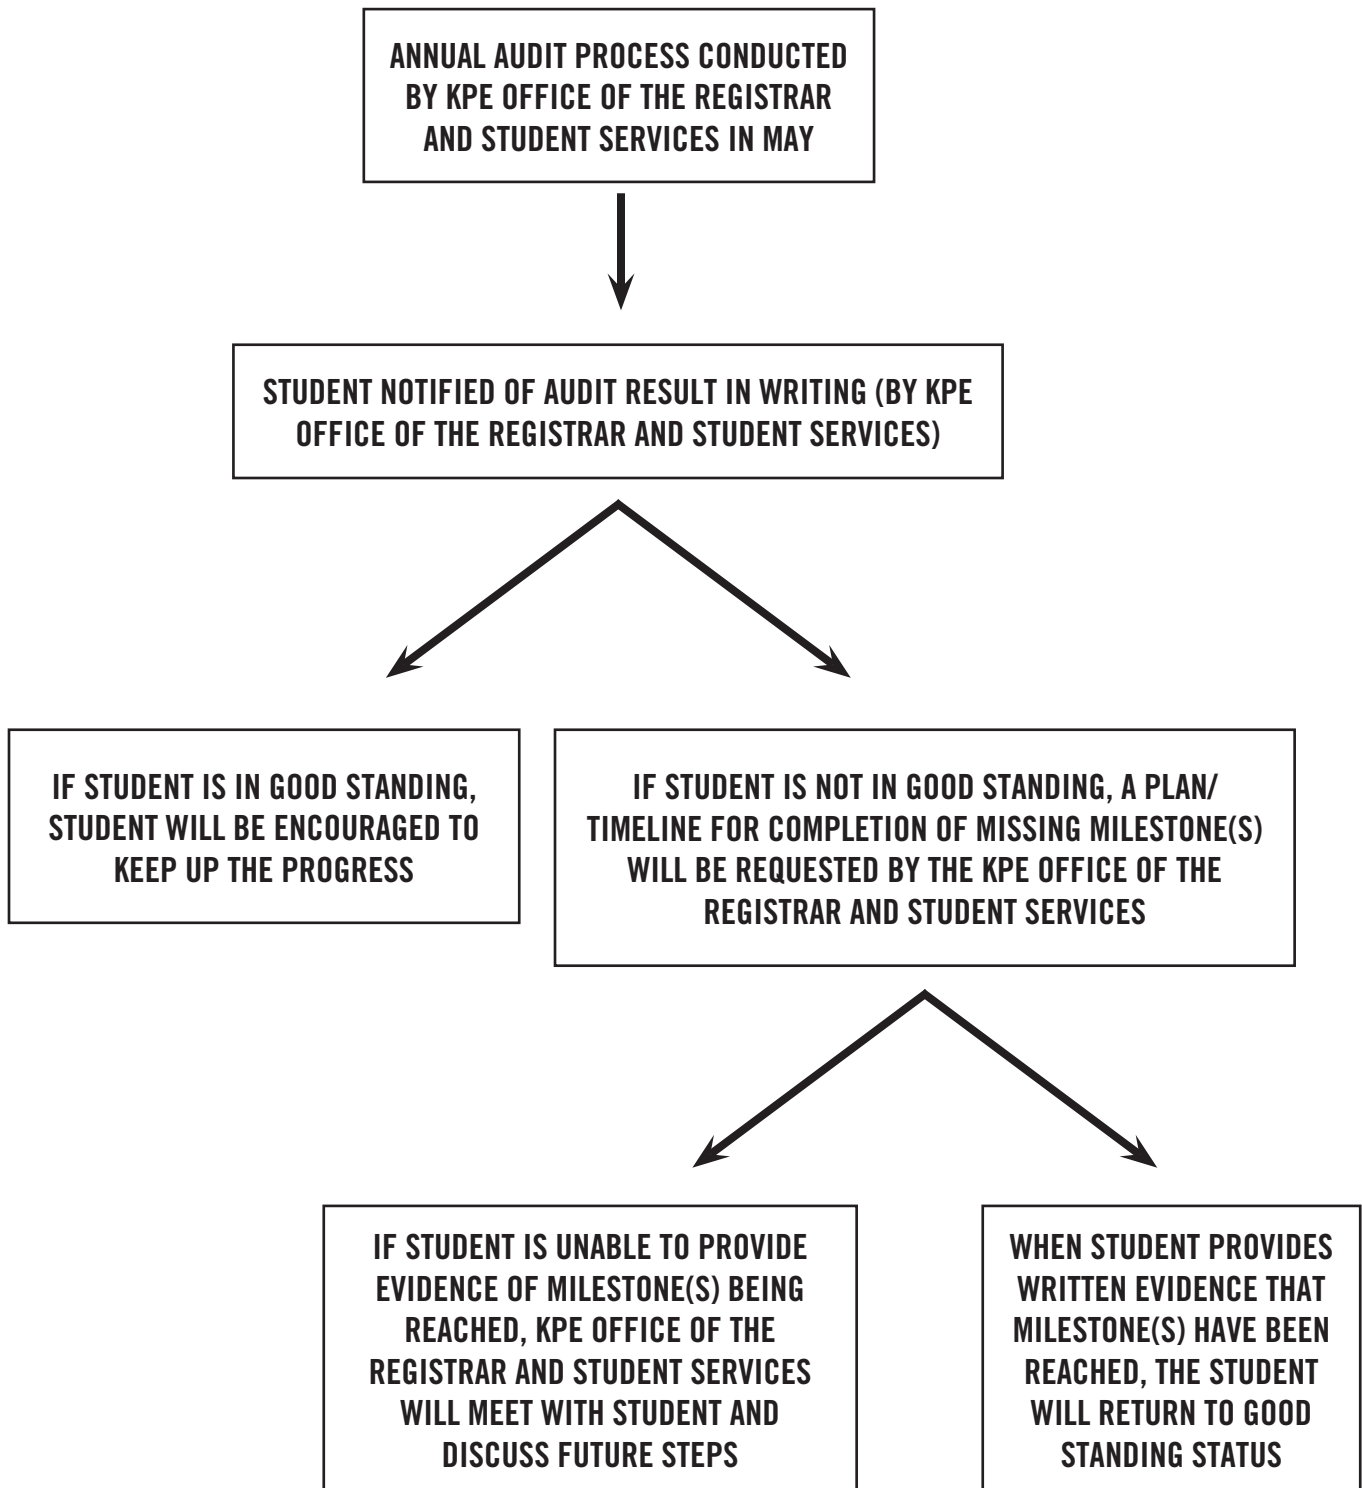 ANNUAL AUDIT PROCESS CONDUCTED
BY KPE OFFICE OF THE REGISTRAR
AND STUDENT SERVICES IN MAY
STUDENT NOTIFIED OF AUDIT RESULT IN WRITING (BY KPE
OFFICE OF THE REGISTRAR AND STUDENT SERVICES)
IF STUDENT IS IN GOOD STANDING,
STUDENT WILL BE ENCOURAGED TO
KEEP UP THE PROGRESS
IF STUDENT IS NOT IN GOOD STANDING, A PLAN/
TIMELINE FOR COMPLETION OF MISSING MILESTONE(S)
WILL BE REQUESTED BY THE KPE OFFICE OF THE
REGISTRAR AND STUDENT SERVICES
IF STUDENT IS UNABLE TO PROVIDE
EVIDENCE OF MILESTONE(S) BEING
REACHED, KPE OFFICE OF THE
REGISTRAR AND STUDENT SERVICES
WILL MEET WITH STUDENT AND
DISCUSS FUTURE STEPS
WHEN STUDENT PROVIDES
WRITTEN EVIDENCE THAT
MILESTONE(S) HAVE BEEN
REACHED, THE STUDENT
WILL RETURN TO GOOD
STANDING STATUS